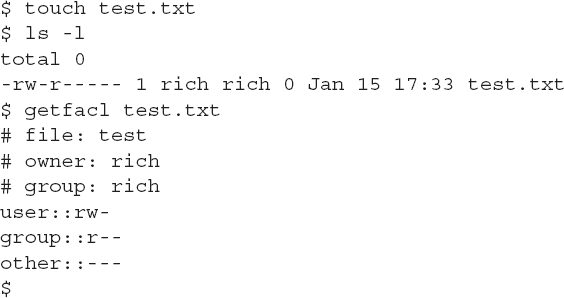 $ touch test.txt
$ ls -l
total 0
-rw-r----- 1 rich rich 0 Jan 15 17:33 test.txt
$ getfacl test.txt
# file: test
# owner: rich
# group: rich
user::rw-
group::r--
other::---
$